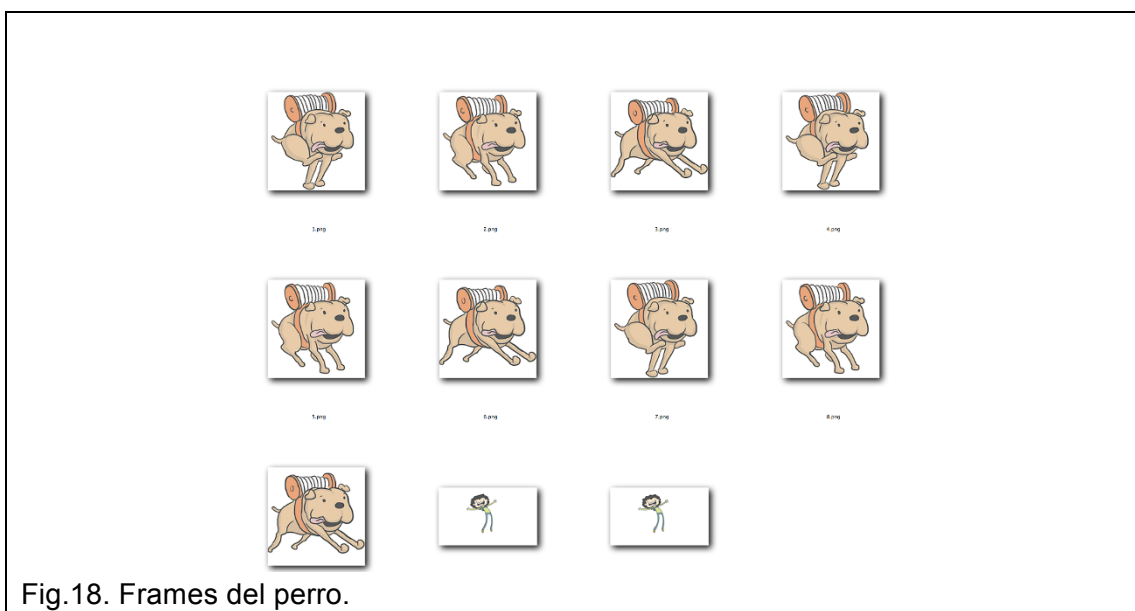 1.png
2.png
3.png
4.png
5.png
6.png
7.png
8.png
Fig.18. Frames del perro.